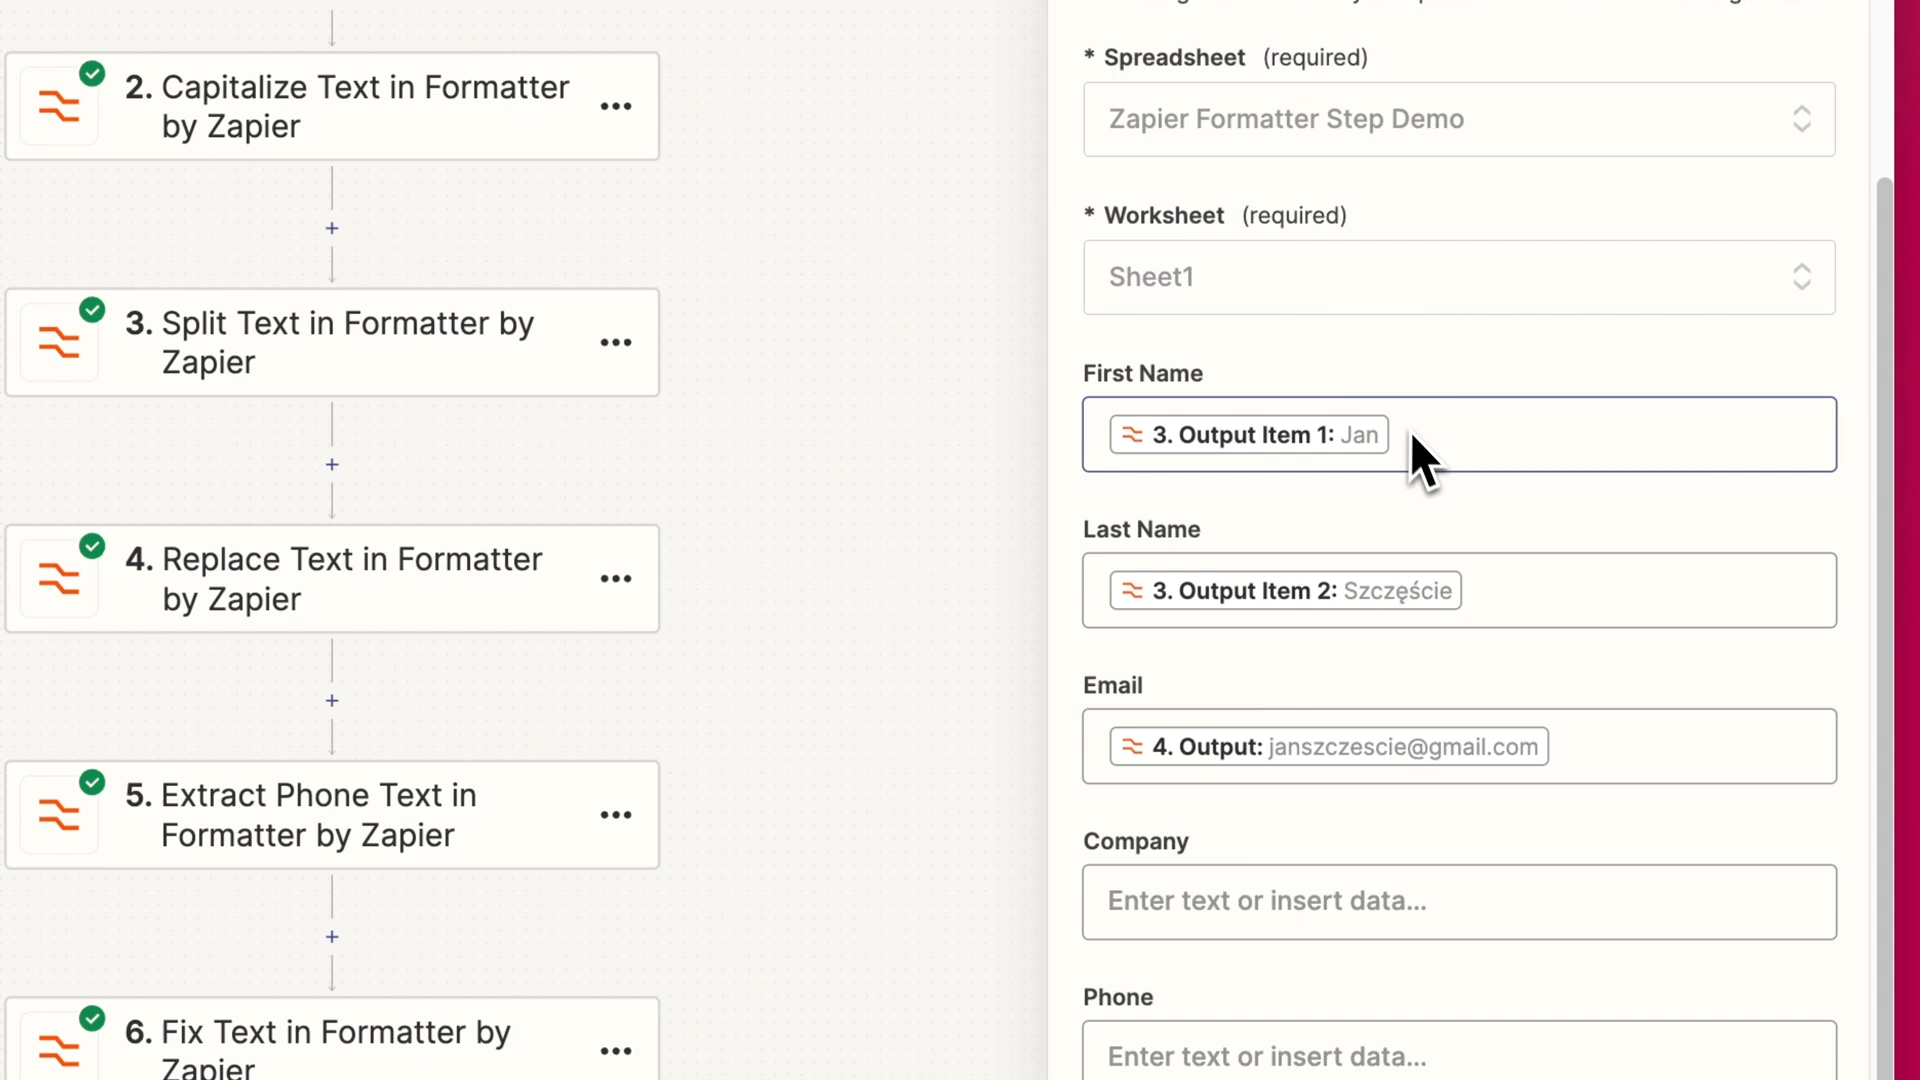 2. Capitalize Text in Formatter
by Zapier
+
3. Split Text in Formatter by
Zapier
+
4. Replace Text in Formatter
by Zapier
+
5. Extract Phone Text in
Formatter by Zapier
+
6. Fix Text in Formatter by
Zapier
* Spreadsheet (required)
Zapier Formatter Step Demo
* Worksheet (required)
Sheet1
First Name
3. Output Item 1: Jan
Last Name
3. Output Item 2: Szczęście
Email
4. Output: janszczescie@gmail.com
Company
Enter text or insert data...
Phone
Enter text or insert data...